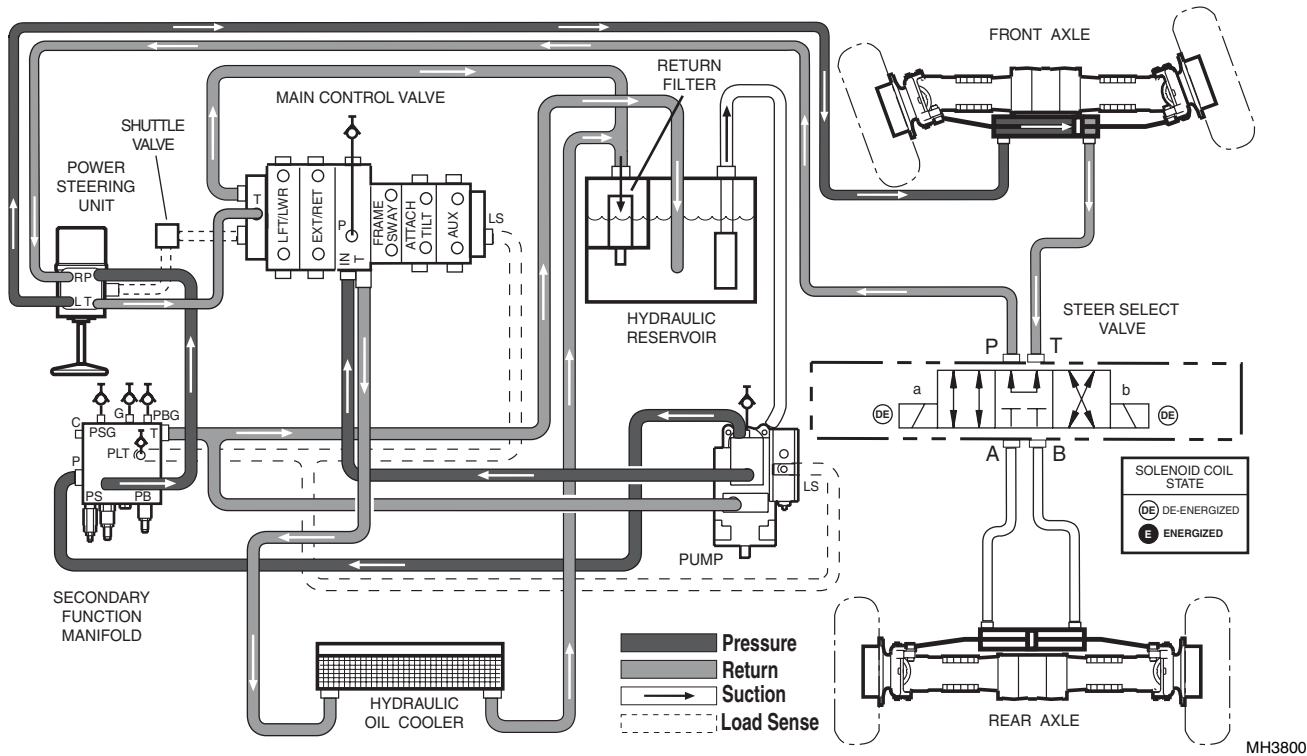 FRONT AXLE
RETURN
FILTER
MAIN CONTROL VALVE
SHUTTLE
VALVE
POWER
STEERING
UNIT
T
LFT/LWR
EXT/RET
P
IN
T
FRAME
SWAY
ATTACH
TILT
AUX
LS
R P
L T
HYDRAULIC
RESERVOIR
STEER SELECT
VALVE
P T
a
b
DE
DE
A B
C
G
PBG
PSG
T
PLT
P
PS
PB
LS
PUMP
SOLENOID COIL
STATE
DE DE-ENERGIZED
E ENERGIZED
SECONDARY
FUNCTION
MANIFOLD
HYDRAULIC
OIL COOLER
Pressure
Return
Suction
Load Sense
REAR AXLE
MH3800